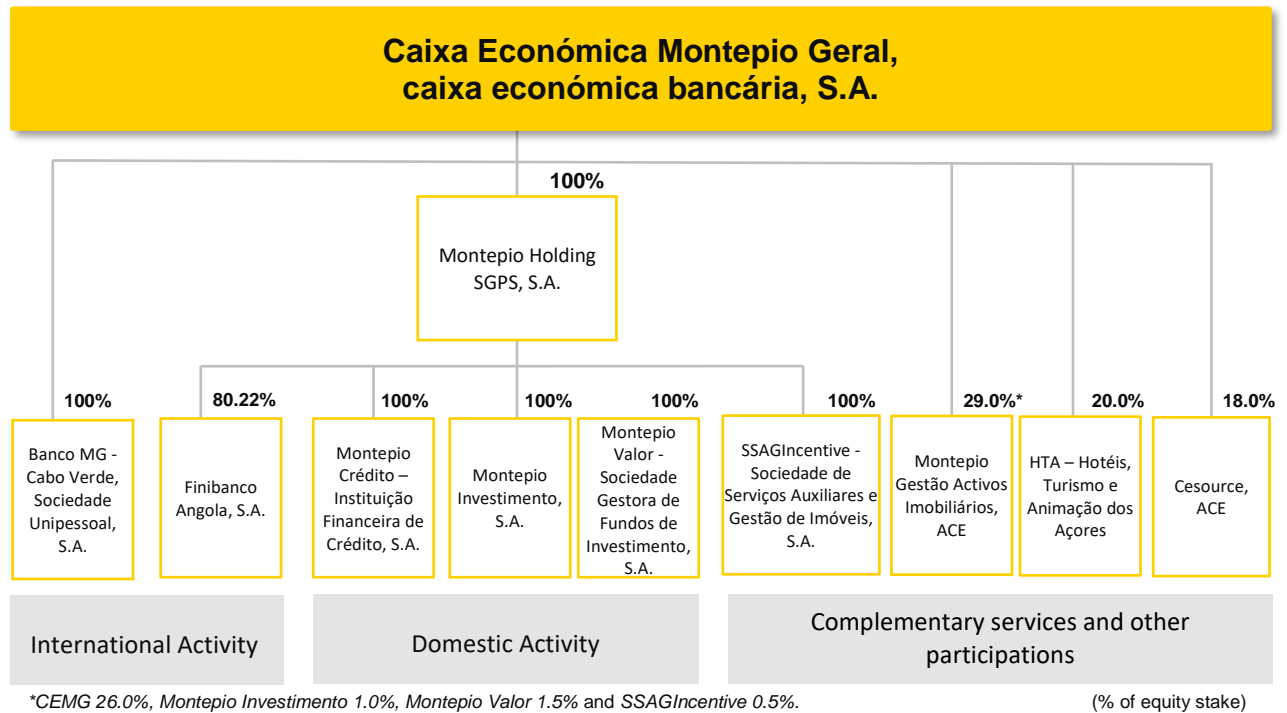 Caixa Económica Montepio Geral,
caixa económica bancária, S.A.
100%
Montepio Holding
SGPS, S.A.
100%
80.22%
100%
100%
100%
100%
29.0%*
20.0%
18.0%
Banco MG -
Cabo Verde,
Sociedade
Unipessoal,
S.A.
Finibanco
Angola, S.A.
Montepio
Crédito –
Instituição
Financeira de
Crédito, S.A.
Montepio
Investimento,
S.A.
Montepio
Valor -
Sociedade
Gestora de
Fundos de
Investimento,
S.A.
SSAGIncentive -
Sociedade de
Serviços Auxiliares e
Gestão de Imóveis,
S.A.
Montepio
Gestão Activos
Imobiliários,
ACE
HTA – Hotéis,
Turismo e
Animação dos
Açores
Cesource,
ACE
International Activity
Domestic Activity
Complementary services and other
participations
*CEMG 26.0%, Montepio Investimento 1.0%, Montepio Valor 1.5% and SSAGIncentive 0.5%.
(% of equity stake)